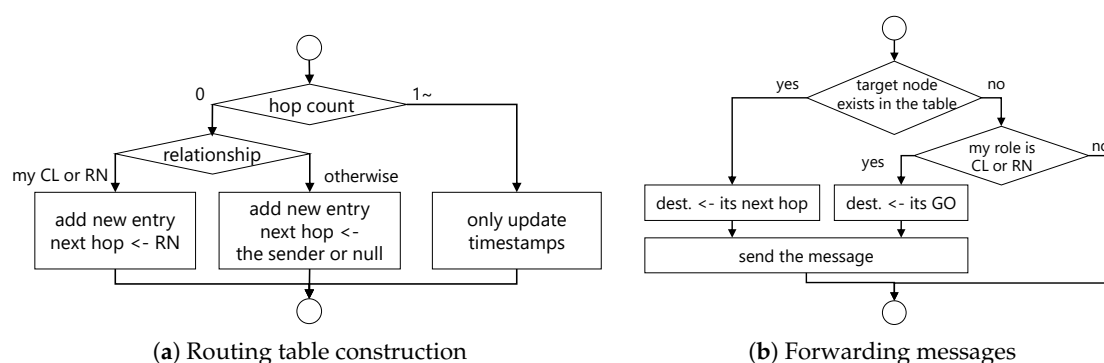 0
hop count
1~
relationship
my CL or RN
otherwise
add new entry
next hop <- RN
add new entry
next hop <-
the sender or null
only update
timestamps
(a) Routing table construction
yes
target node
exists in the table
no
yes
my role is
CL or RN
no
dest. <- its next hop
dest. <- its GO
send the message
(b) Forwarding messages